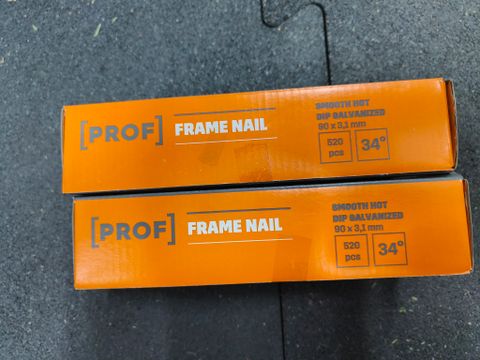 [PROF]
FRAME NAIL
SMOOTH HOT
DIP GALVANIZED
90 x 3,1 mm
520
pcs
34°
[PROF]
FRAME NAIL
SMOOTH HOT
DIP GALVANIZED
90 x 3,1 mm
520
pcs
34°